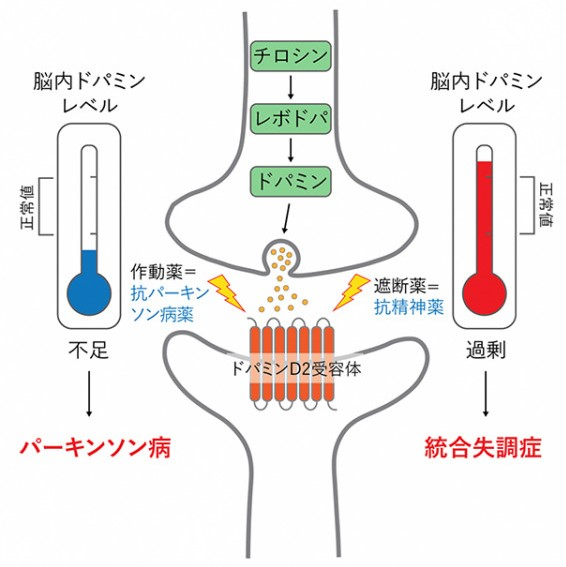 チロシン
レボドパ
ドパミン
脳内ドパミン
レベル
正常値
不足
パーキンソン病
作動薬＝
抗パーキン
ソン病薬
遮断薬＝
抗精神薬
ドパミンD2受容体
脳内ドパミン
レベル
正常値
過剰
統合失調症